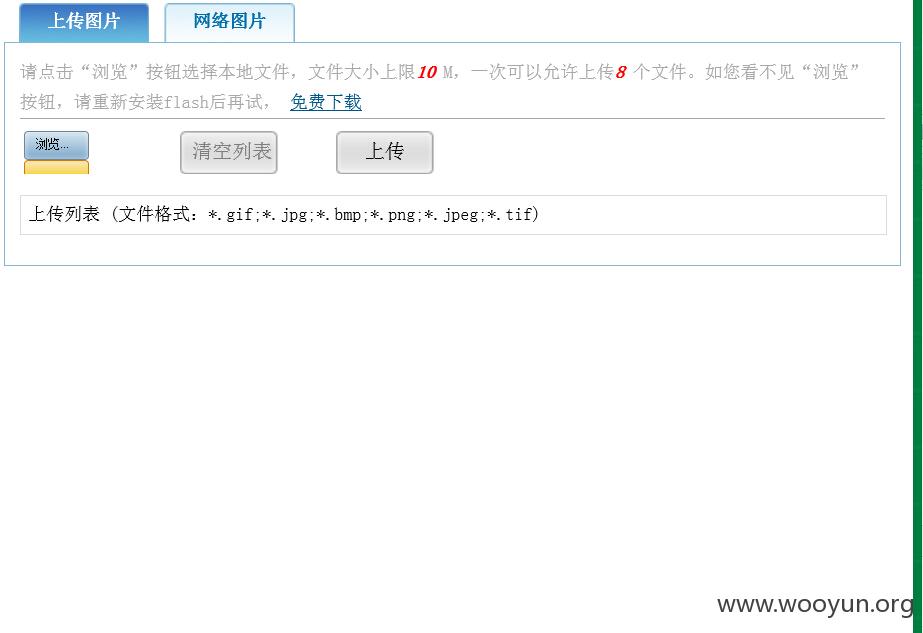 上传图片 网络图片
请点击“浏览”按钮选择本地文件，文件大小上限10 M，一次可以允许上传8 个文件。如您看不见“浏览”
按钮，请重新安装flash后再试， 免费下载
浏览... 清空列表 上传
上传列表 (文件格式：*.gif;*.jpg;*.bmp;*.png;*.jpeg;*.tif)
www.wooyun.org